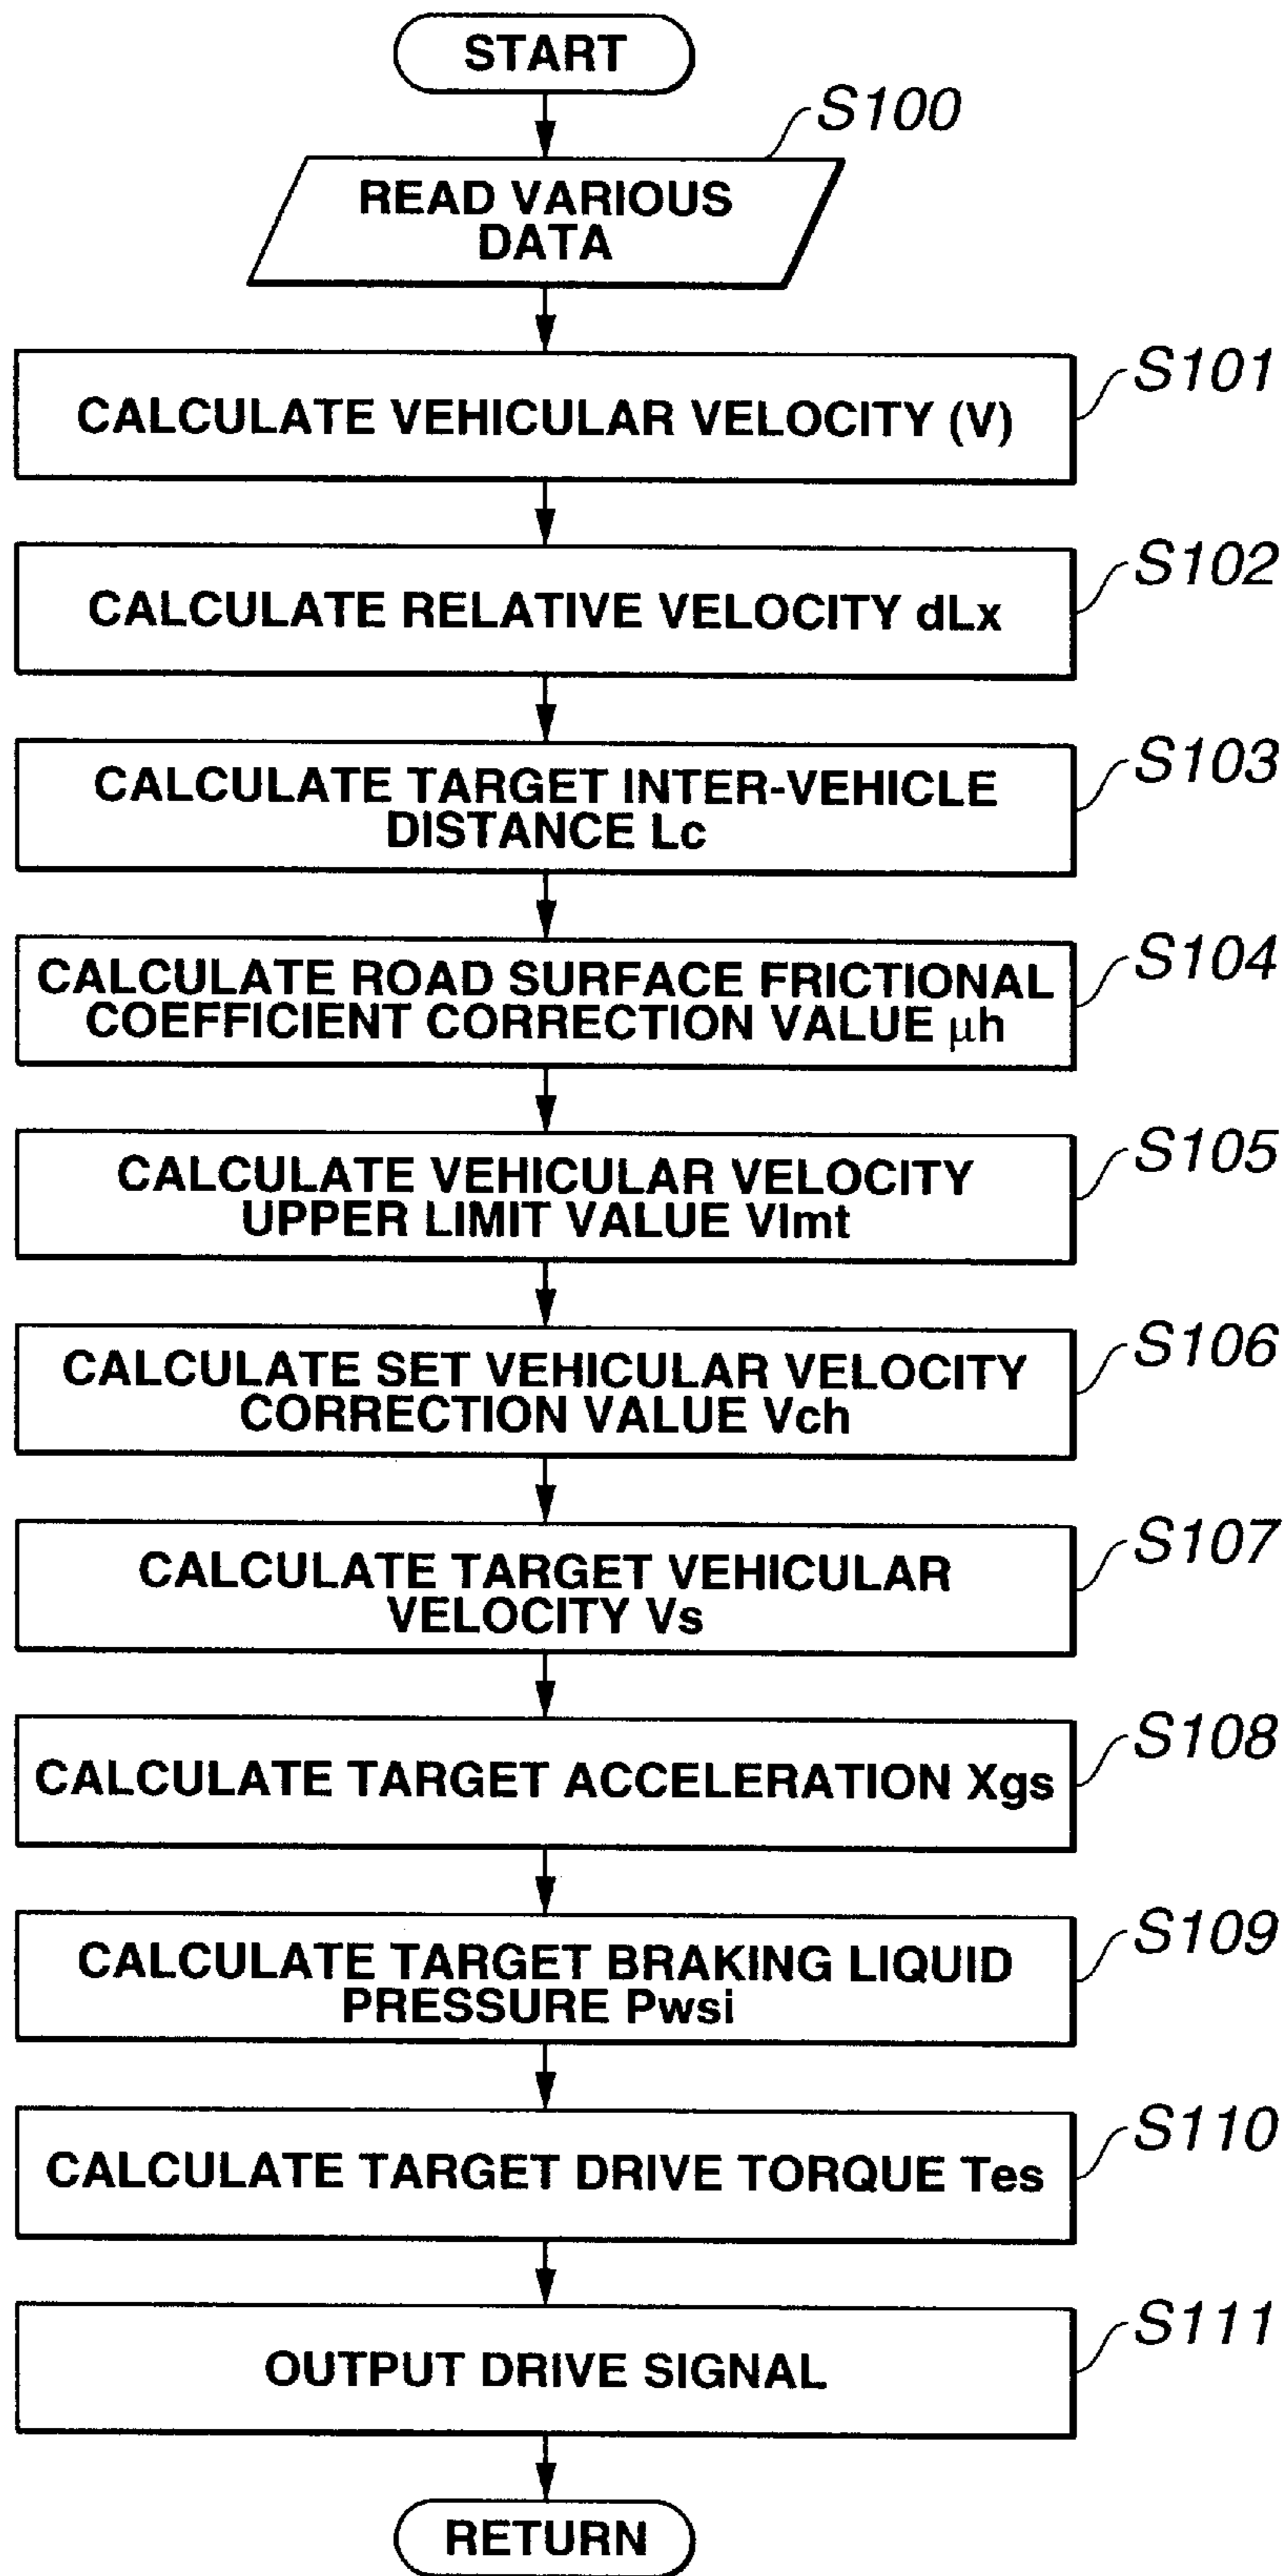 START
S100
READ VARIOUS
DATA
S101
CALCULATE VEHICULAR VELOCITY (V)
S102
CALCULATE RELATIVE VELOCITY dLx
S103
CALCULATE TARGET INTER-VEHICLE
DISTANCE Lc
S104
CALCULATE ROAD SURFACE FRICTIONAL
COEFFICIENT CORRECTION VALUE μh
S105
CALCULATE VEHICULAR VELOCITY
UPPER LIMIT VALUE Vlmt
S106
CALCULATE SET VEHICULAR VELOCITY
CORRECTION VALUE Vch
S107
CALCULATE TARGET VEHICULAR
VELOCITY Vs
S108
CALCULATE TARGET ACCELERATION Xgs
S109
CALCULATE TARGET BRAKING LIQUID
PRESSURE Pwsi
S110
CALCULATE TARGET DRIVE TORQUE Tes
S111
OUTPUT DRIVE SIGNAL
RETURN